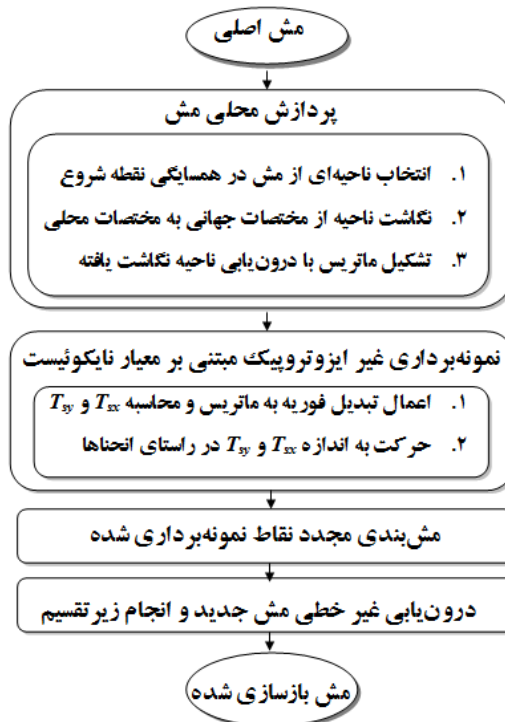 مش اصلی
پردازش محلی مش
۱. انتخاب ناحیه‌ای از مش در همسایگی نقطه شروع
۲. نگاشت ناحیه از مختصات جهانی به مختصات محلی
۳. تشکیل ماتریس با درون‌یابی ناحیه نگاشت یافته
نمونه‌برداری غیر ایزوتروپیک مبتنی بر معیار نایکوئیست
۱. اعمال تبدیل فوریه به ماتریس و محاسبه Tsx و Tsy
۲. حرکت به اندازه Tsx و Tsy در راستای انحناها
مش‌بندی مجدد نقاط نمونه‌برداری شده
درون‌یابی غیر خطی مش جدید و انجام زیرتقسیم
مش بازسازی شده